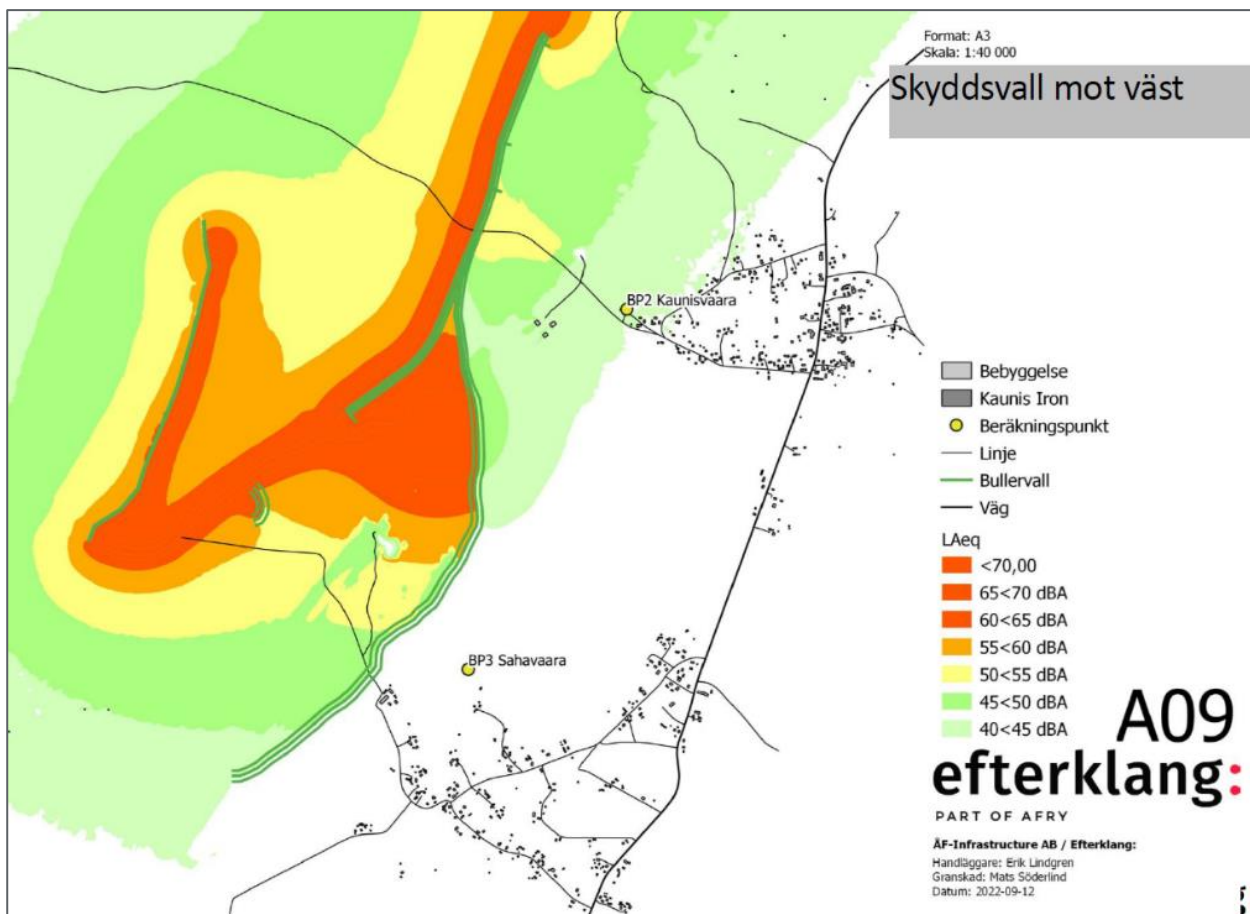 Format: A3
Skala: 1:40 000
Skyddsvall mot väst
BP2 Kaunisvaara
BP3 Sahavaara
Bebyggelse
Kaunis Iron
Beräkningspunkt
Linje
Bullervall
Väg
LAeq
<70,00
65<70 dBA
60<65 dBA
55<60 dBA
50<55 dBA
45<50 dBA
40<45 dBA
A09
efterklang:
PART OF AFRY
ÅF-Infrastructure AB / Efterklang:
Handläggare: Erik Lindgren
Granskad: Mats Söderlind
Datum: 2022-09-12